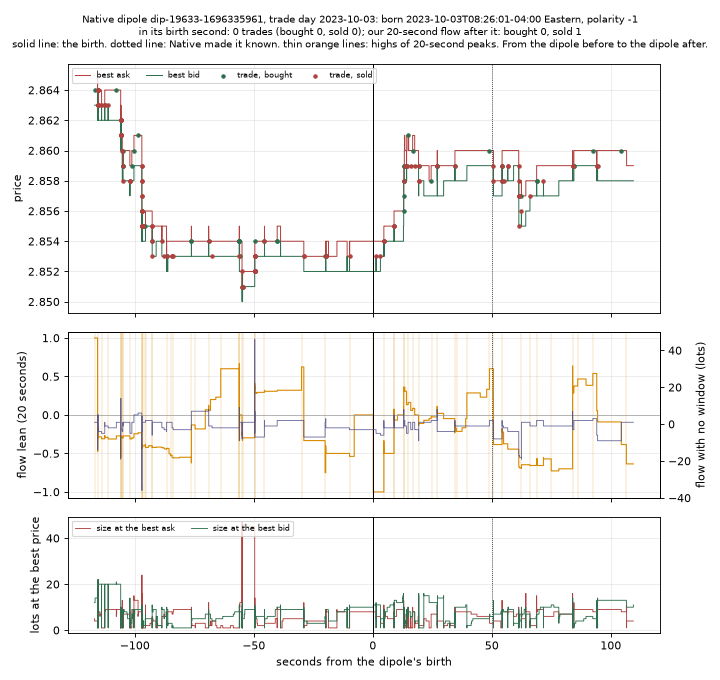 Native dipole dip-19633-1696335961, trade day 2023-10-03: born 2023-10-03T08:26:01-04:00 Eastern, polarity -1
in its birth second: 0 trades (bought 0, sold 0); our 20-second flow after it: bought 0, sold 1
solid line: the birth. dotted line: Native made it known. thin orange lines: highs of 20-second peaks. From the dipole before to the dipole after.
best ask
best bid
trade, bought
trade, sold
2.864
2.862
2.860
2.858
2.856
2.854
2.852
2.850
price
1.0
0.5
0.0
−0.5
−1.0
flow lean (20 seconds)
40
20
0
−20
−40
flow with no window (lots)
size at the best ask
size at the best bid
40
20
0
lots at the best price
−100
−50
0
50
100
seconds from the dipole's birth